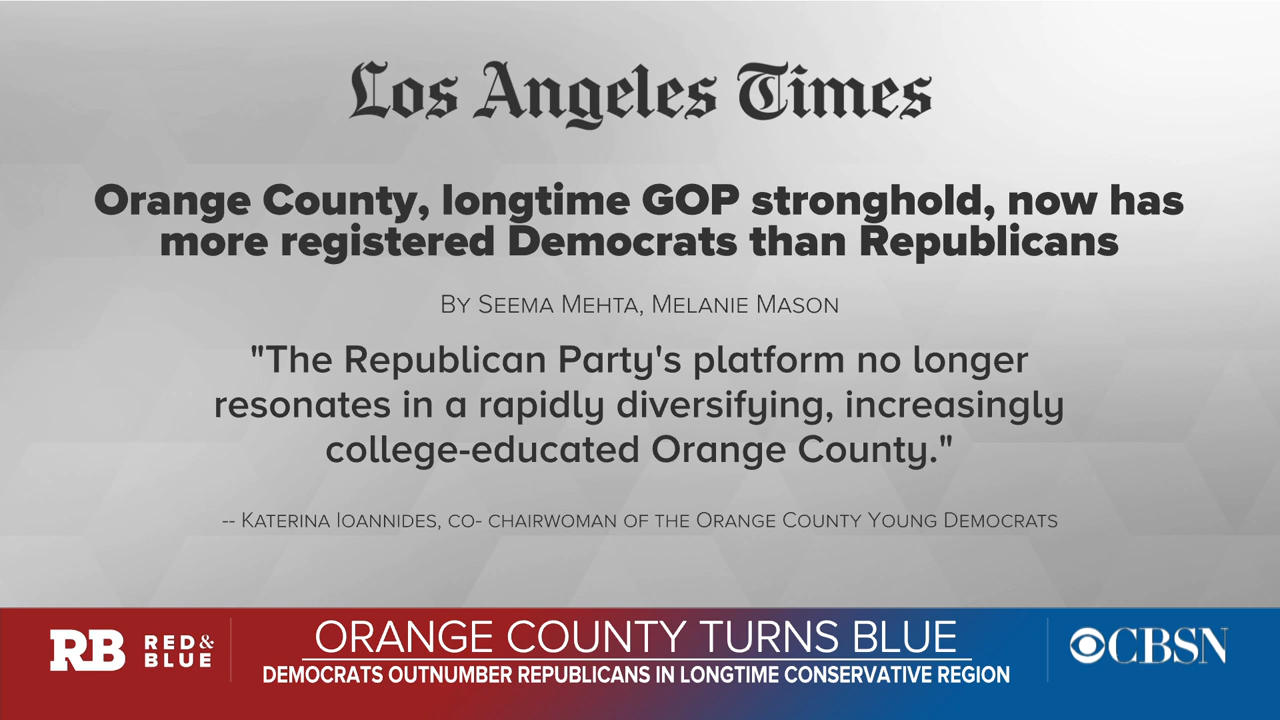 Los Angeles Times
Orange County, longtime GOP stronghold, now has
more registered Democrats than Republicans
By Seema Mehta, Melanie Mason
"The Republican Party's platform no longer
resonates in a rapidly diversifying, increasingly
college-educated Orange County."
-- Katerina Ioannides, co- chairwoman of the Orange County Young Democrats
RB RED&
BLUE
ORANGE COUNTY TURNS BLUE
DEMOCRATS OUTNUMBER REPUBLICANS IN LONGTIME CONSERVATIVE REGION
CBSN